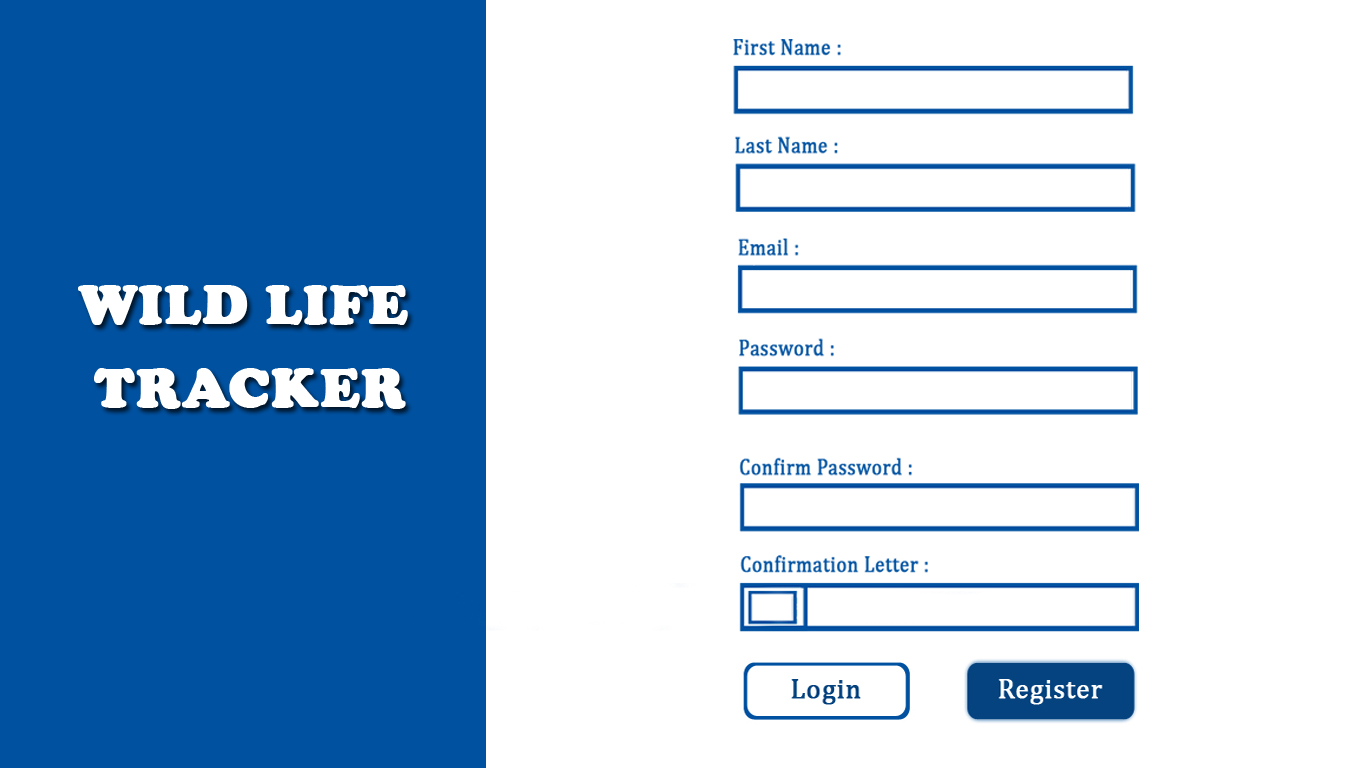 WILD LIFE
TRACKER
First Name :
Last Name :
Email :
Password :
Confirm Password :
Confirmation Letter :
Login
Register